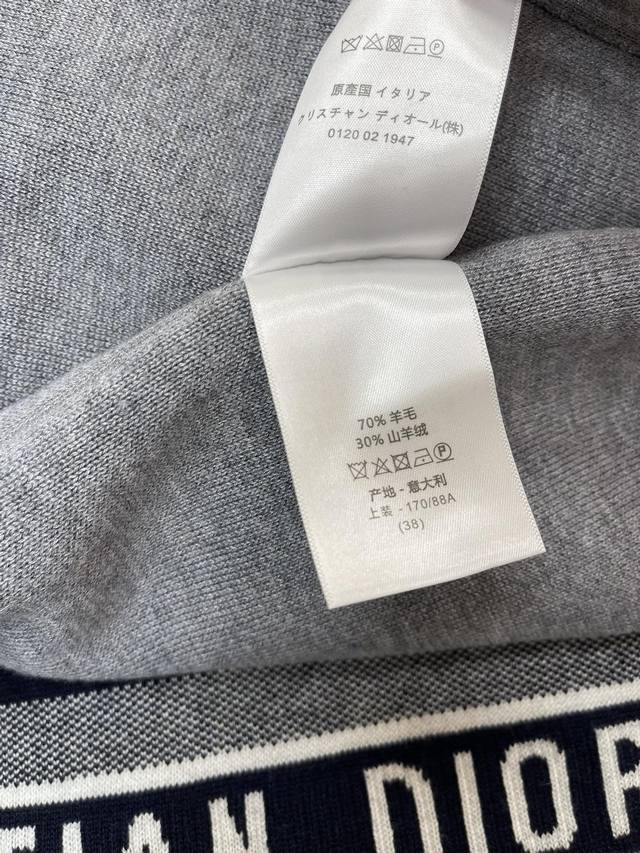 原産国 イタリア
クリスチャン ディオール(株)
0120 02 1947
70% 羊毛
30% 山羊绒
P
产地 - 意大利
上装 - 170/88A
(38)
TIAN DIOR